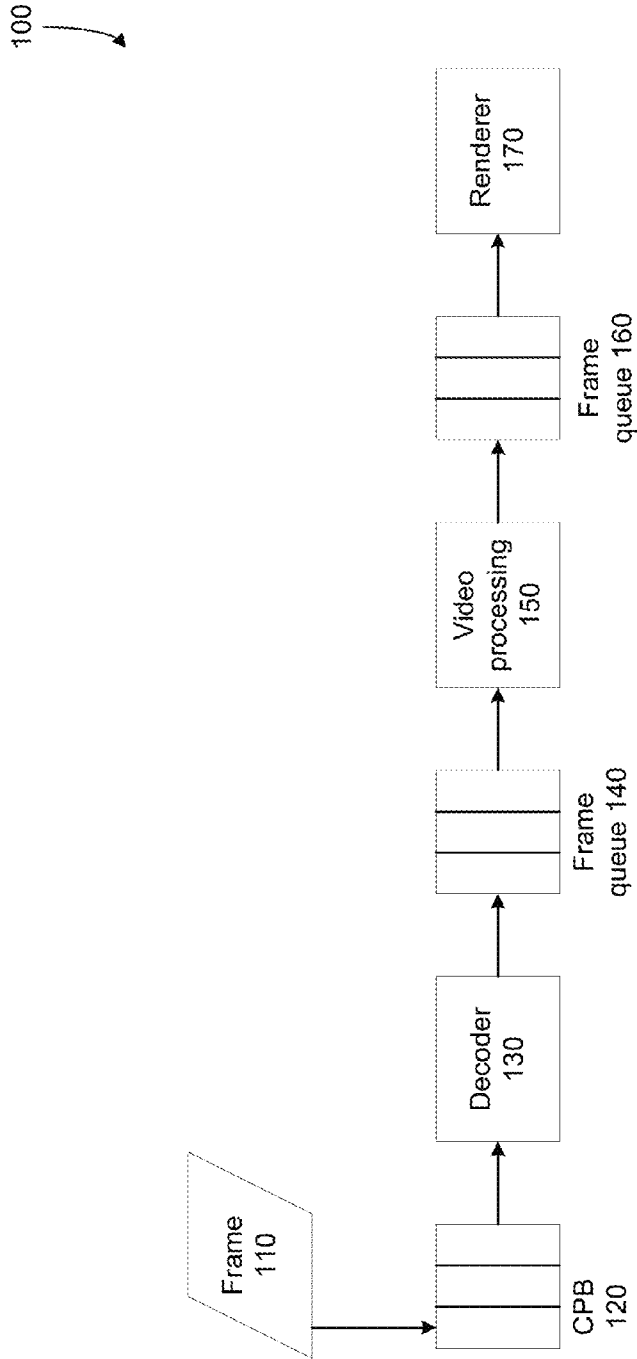 100
Frame
110
CPB
120
Decoder
130
Frame
queue 140
Video
processing
150
Frame
queue 160
Renderer
170